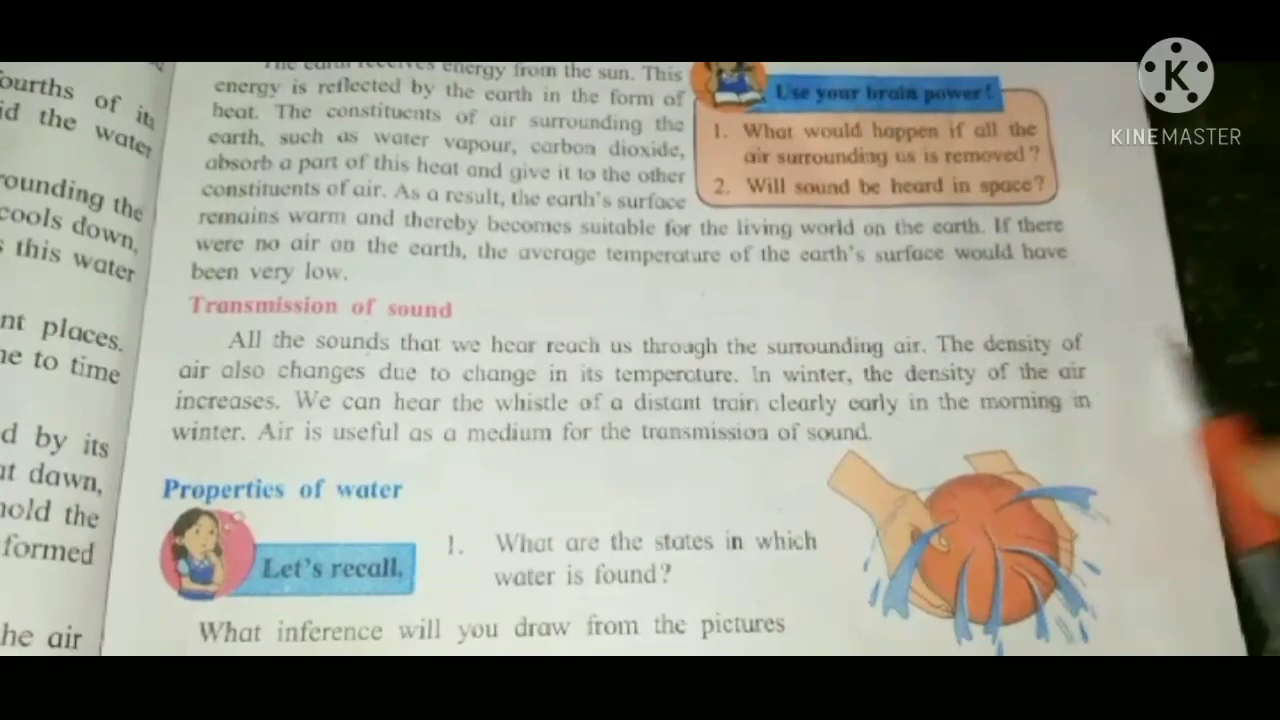 ourths of its
id the water
rounding the
cools down,
this water
nt places.
ne to time
d by its
at dawn,
hold the
formed
he air
The earth receives energy from the sun. This
energy is reflected by the earth in the form of
heat. The constituents of air surrounding the
earth, such as water vapour, carbon dioxide,
absorb a part of this heat and give it to the other
constituents of air. As a result, the earth's surface
remains warm and thereby becomes suitable for the living world on the earth. If there
were no air on the earth, the average temperature of the earth's surface would have
been very low.
Use your brain power!
1. What would happen if all the
air surrounding us is removed?
2. Will sound be heard in space?
Transmission of sound
All the sounds that we hear reach us through the surrounding air. The density of
air also changes due to change in its temperature. In winter, the density of the air
increases. We can hear the whistle of a distant train clearly early in the morning in
winter. Air is useful as a medium for the transmission of sound.
Properties of water
Let's recall.
1. What are the states in which
water is found?
What inference will you draw from the pictures
K
KINEMASTER